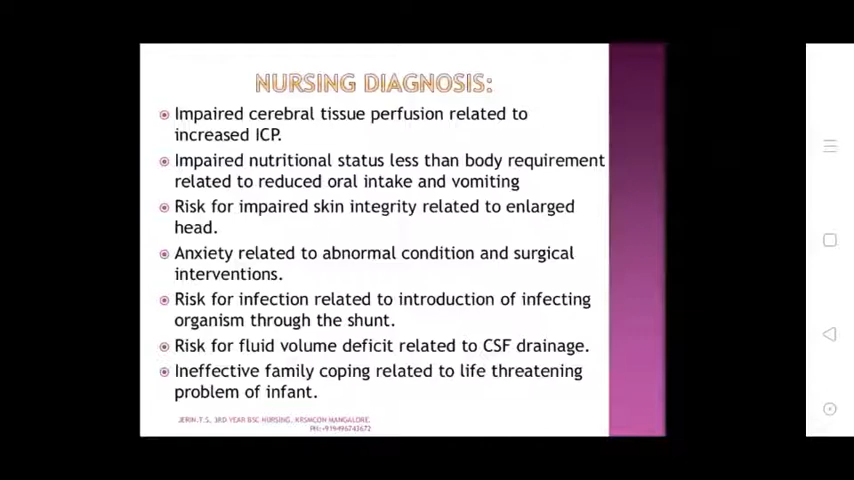 NURSING DIAGNOSIS:
Impaired cerebral tissue perfusion related to
increased ICP.
Impaired nutritional status less than body requirement
related to reduced oral intake and vomiting
Risk for impaired skin integrity related to enlarged
head.
Anxiety related to abnormal condition and surgical
interventions.
Risk for infection related to introduction of infecting
organism through the shunt.
Risk for fluid volume deficit related to CSF drainage.
Ineffective family coping related to life threatening
problem of infant.
JERIN.T.S, 3RD YEAR BSC NURSING, KRSMCON MANGALORE.
PH:+919496743672